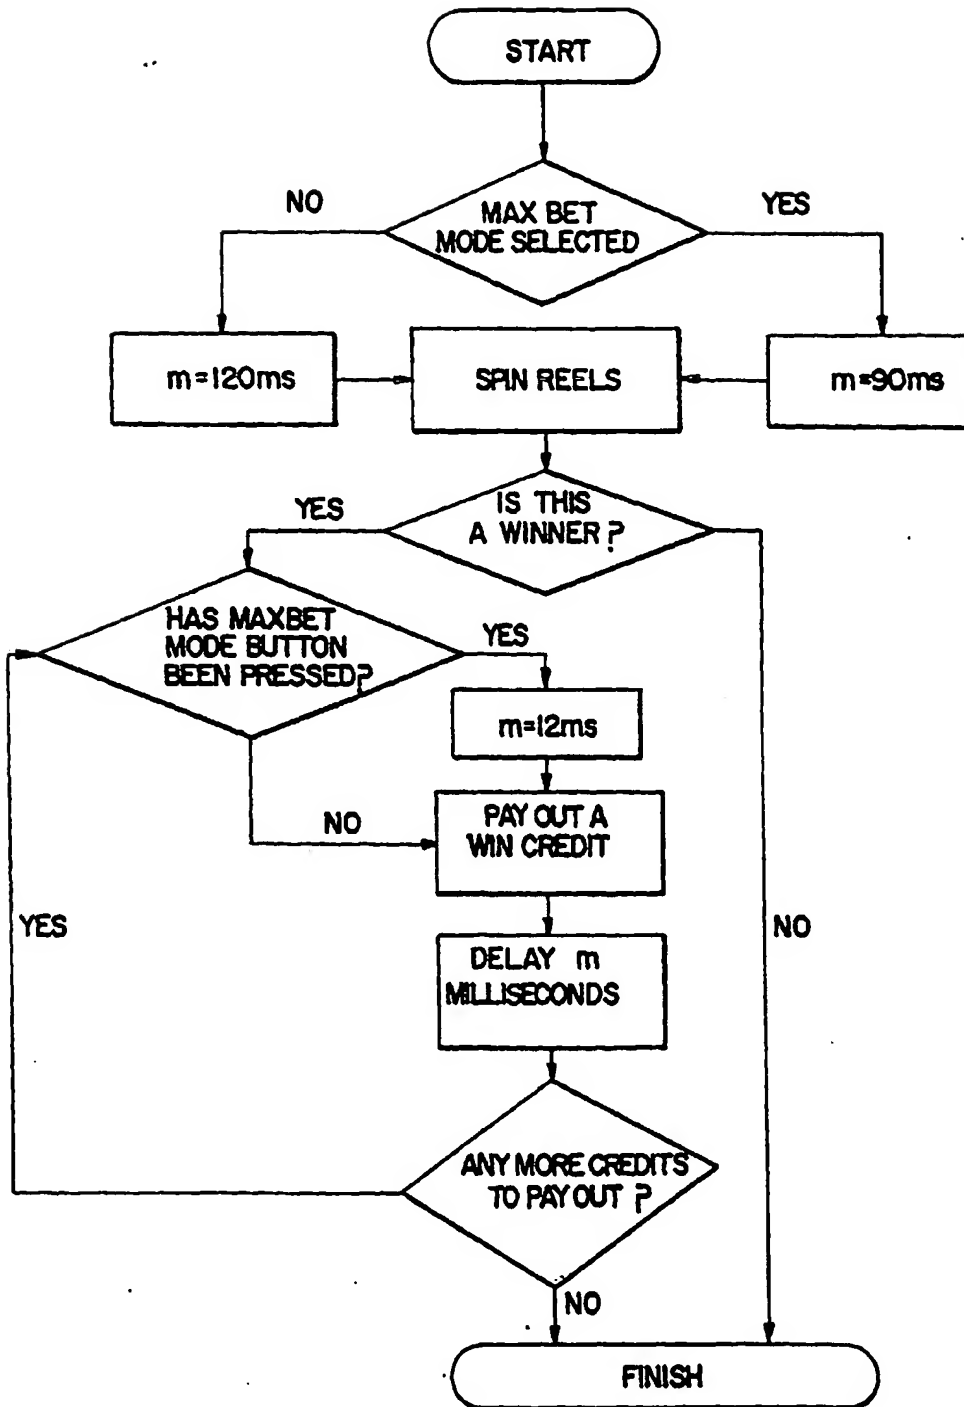 START
NO
YES
MAX BET
MODE SELECTED
m=120ms
SPIN REELS
m=90ms
YES
IS THIS
A WINNER?
HAS MAXBET
MODE BUTTON
BEEN PRESSED?
YES
m=12ms
NO
PAY OUT A
WIN CREDIT
YES
NO
DELAY m
MILLISECONDS
ANY MORE CREDITS
TO PAY OUT ?
NO
FINISH